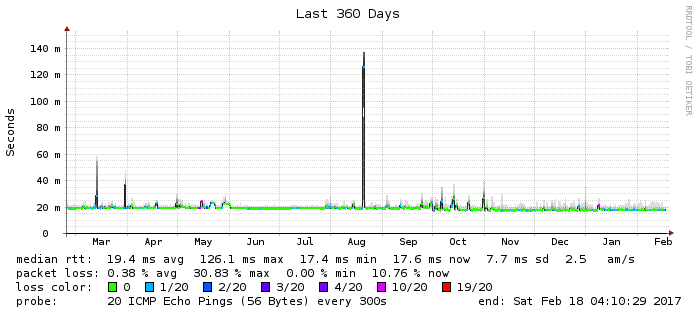 Last 360 Days
RRDTOOL / TOBI OETIKER
Seconds
140 m
120 m
100 m
80 m
60 m
40 m
20 m
0
Mar Apr May Jun Jul Aug Sep Oct Nov Dec Jan Feb
median rtt: 19.4 ms avg 126.1 ms max 17.4 ms min 17.6 ms now 7.7 ms sd 2.5 am/s
packet loss: 0.38 % avg 30.83 % max 0.00 % min 10.76 % now
loss color: 0 1/20 2/20 3/20 4/20 10/20 19/20
probe: 20 ICMP Echo Pings (56 Bytes) every 300s end: Sat Feb 18 04:10:29 2017